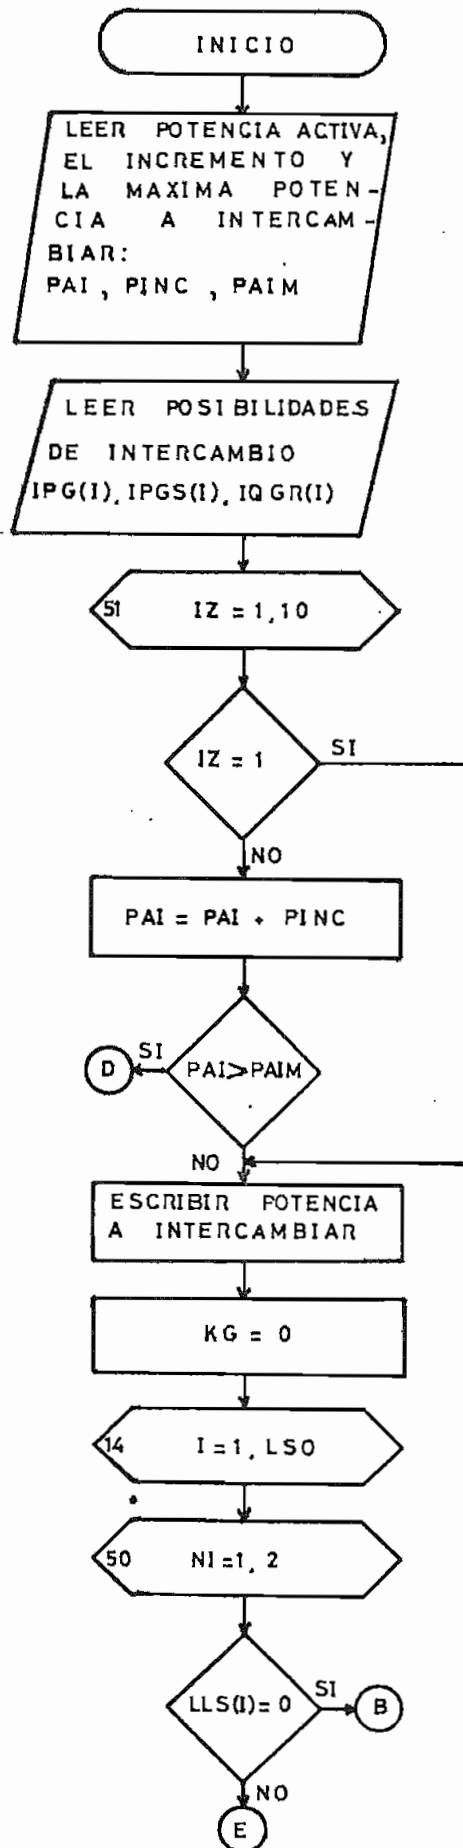 INICIO
LEER POTENCIA ACTIVA,
EL INCREMENTO Y
LA MAXIMA POTEN-
CIA A INTERCAM-
BIAR:
PAI , PINC , PAIM
LEER POSIBILIDADES
DE INTERCAMBIO
IPG(I), IPGS(I), IQGR(I)
51 IZ = 1,10
IZ = 1
SI
NO
PAI = PAI + PINC
D
SI
PAI>PAIM
NO
ESCRIBIR POTENCIA
A INTERCAMBIAR
KG = 0
14 I=1, LSO
50 NI=1, 2
LLS(I)=0
SI
B
NO
E